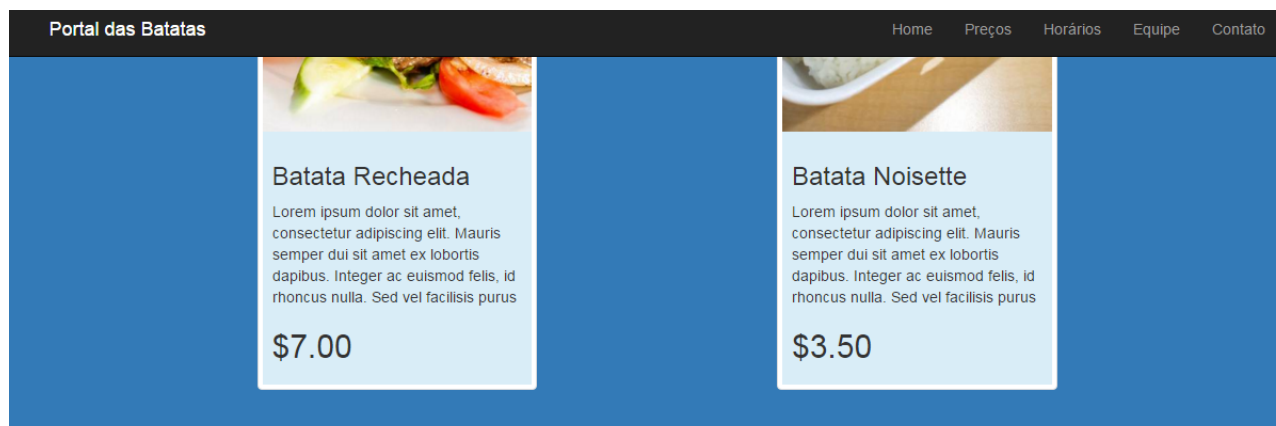 Portal das Batatas
Home Preços Horários Equipe Contato
Batata Recheada
Lorem ipsum dolor sit amet,
consectetur adipiscing elit. Mauris
semper dui sit amet ex lobortis
dapibus. Integer ac euismod felis, id
rhoncus nulla. Sed vel facilisis purus
$7.00
Batata Noisette
Lorem ipsum dolor sit amet,
consectetur adipiscing elit. Mauris
semper dui sit amet ex lobortis
dapibus. Integer ac euismod felis, id
rhoncus nulla. Sed vel facilisis purus
$3.50